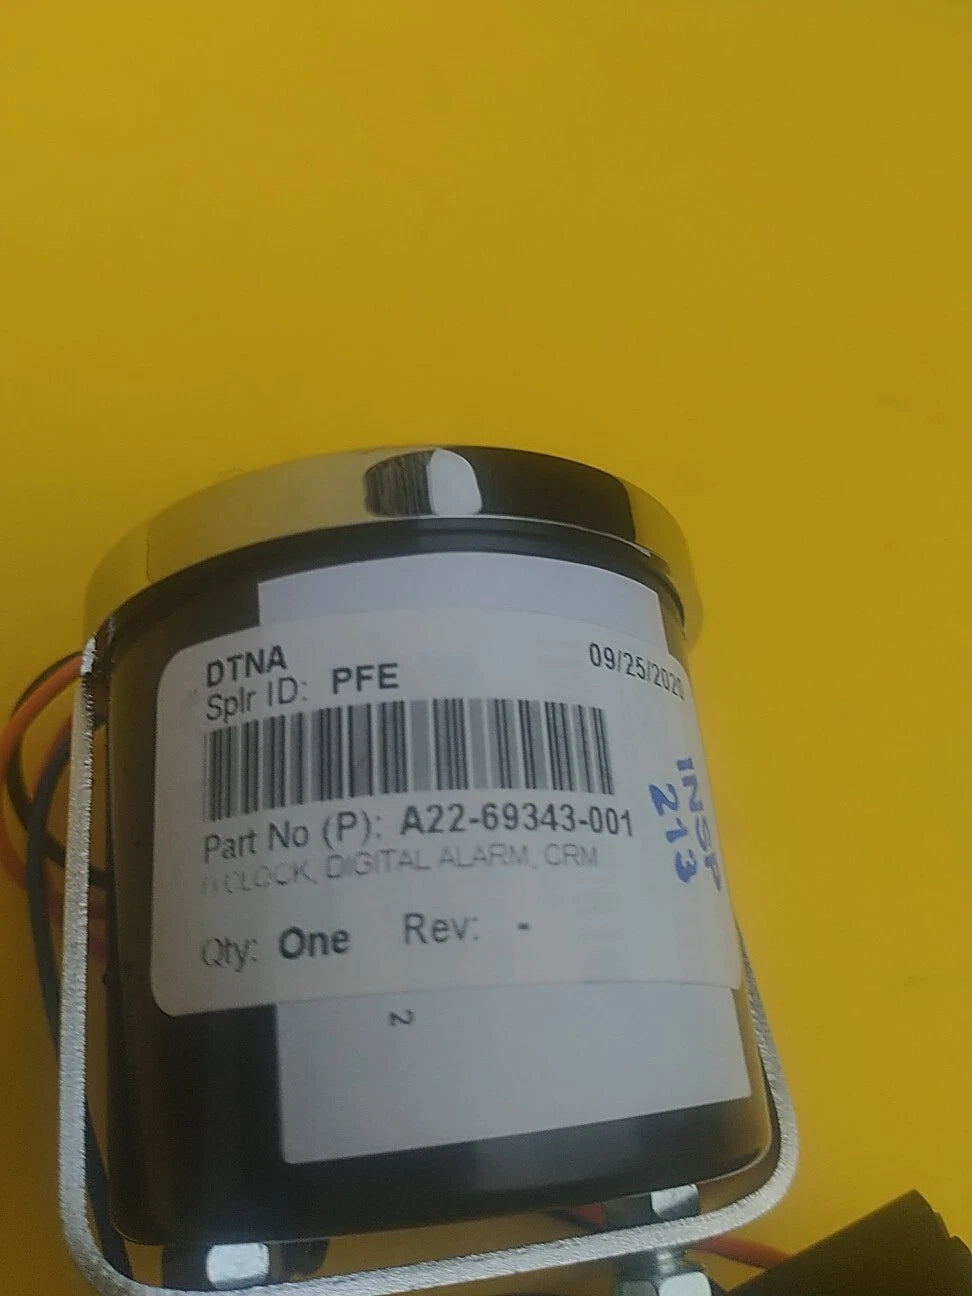 DTNA
09/25/2020
Splr ID: PFE
Part No (P): A22-69343-001
CLOCK, DIGITAL ALARM, CRM
Qty: One Rev: -
INSP
213
2